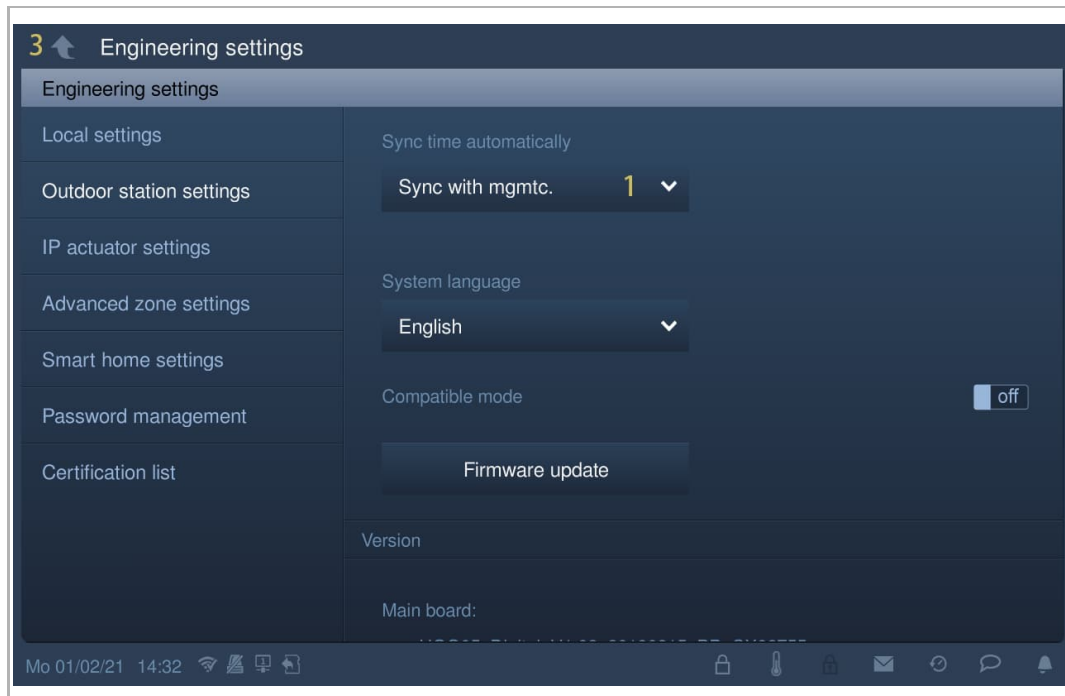 3 Engineering settings
Engineering settings
Local settings
Outdoor station settings
IP actuator settings
Advanced zone settings
Smart home settings
Password management
Certification list
Sync time automatically
Sync with mgmtc. 1
System language
English
Compatible mode
off
Firmware update
Version
Main board:
Mo 01/02/21 14:32